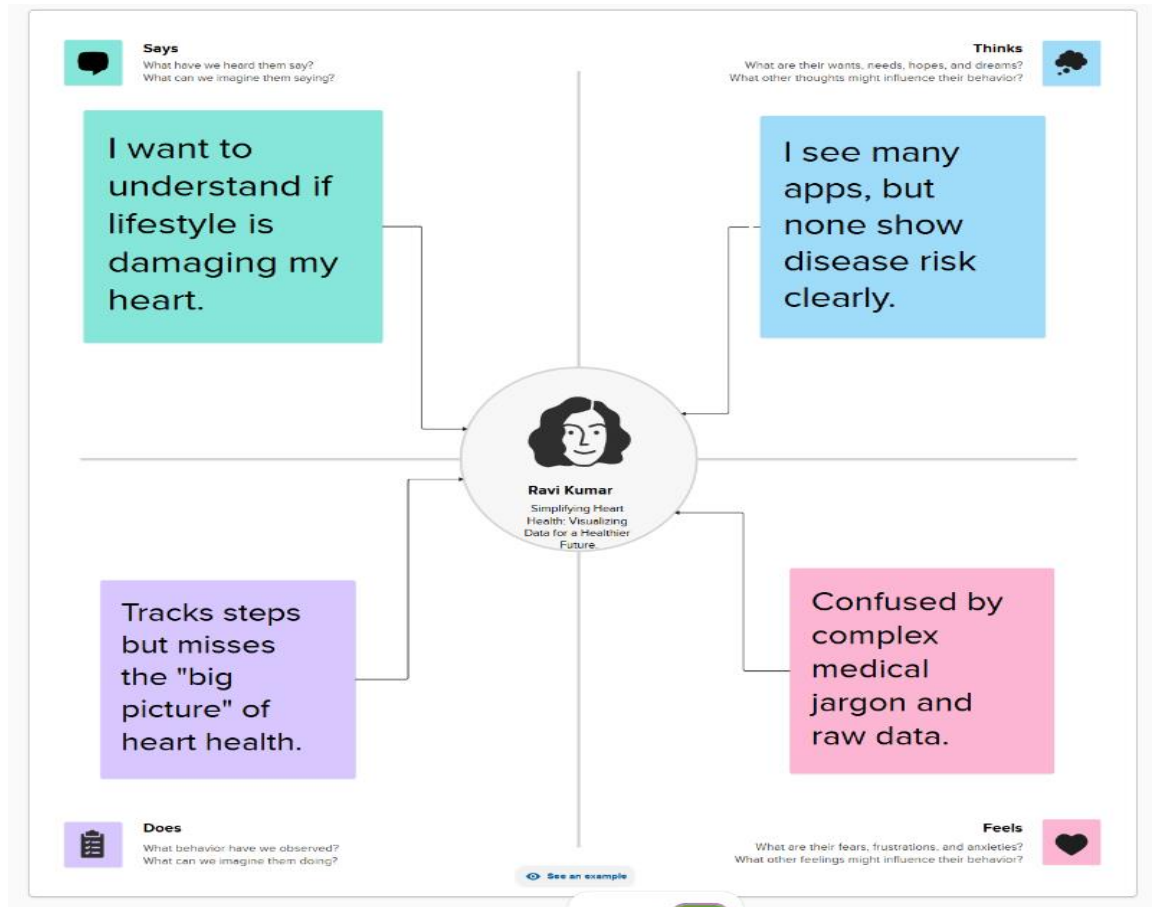 Says
What have we heard them say?
What can we imagine them saying?
Thinks
What are their wants, needs, hopes, and dreams?
What other thoughts might influence their behavior?
I want to
understand if
lifestyle is
damaging my
heart.
I see many
apps, but
none show
disease risk
clearly.
Ravi Kumar
Simplifying Heart
Health: Visualizing
Data for a Healthier
Future.
Tracks steps
but misses
the "big
picture" of
heart health.
Confused by
complex
medical
jargon and
raw data.
Does
What behavior have we observed?
What can we imagine them doing?
Feels
What are their fears, frustrations, and anxieties?
What other feelings might influence their behavior?
See an example